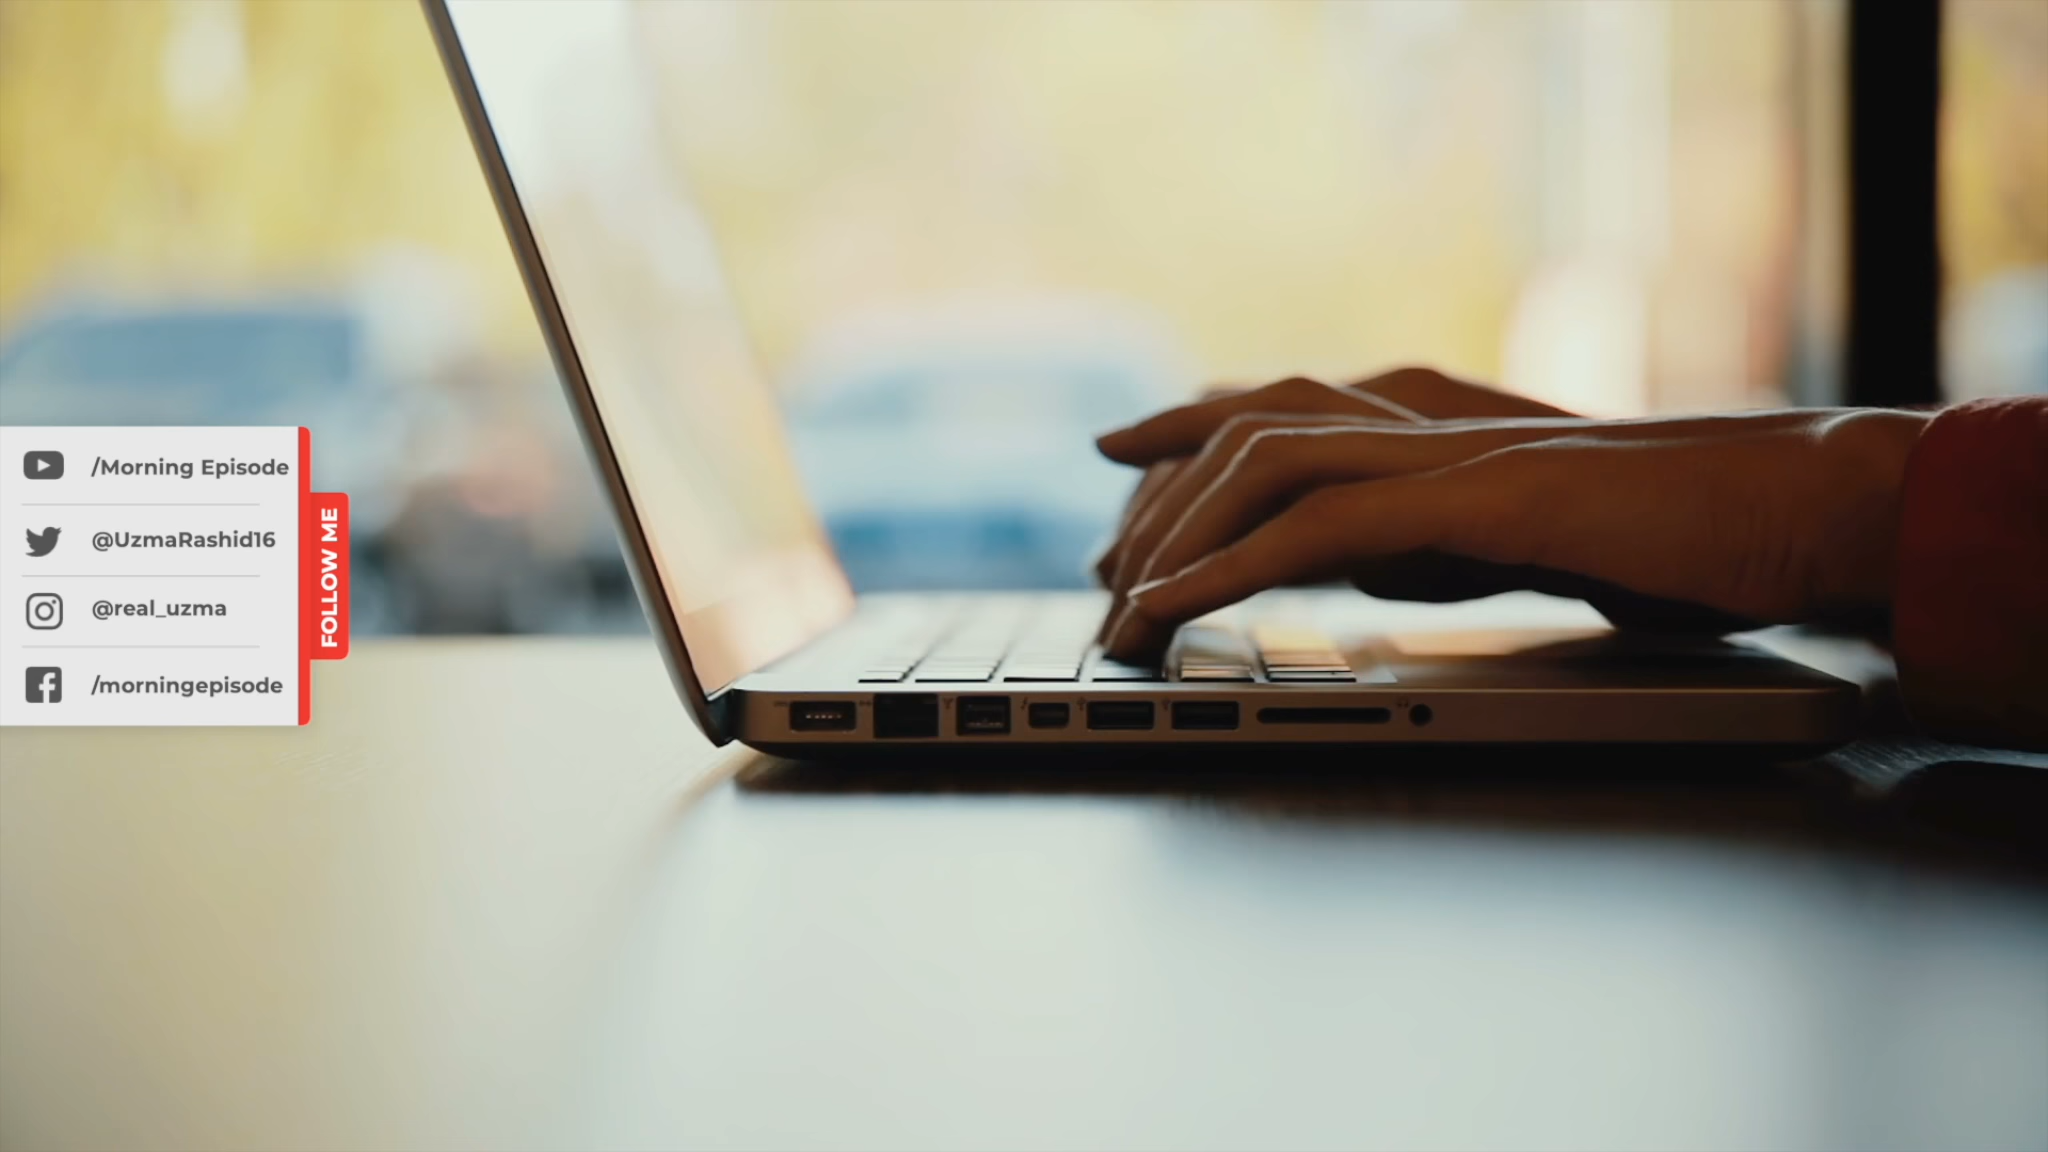 /Morning Episode
@UzmaRashid16
@real_uzma
/morningepisode
FOLLOW ME